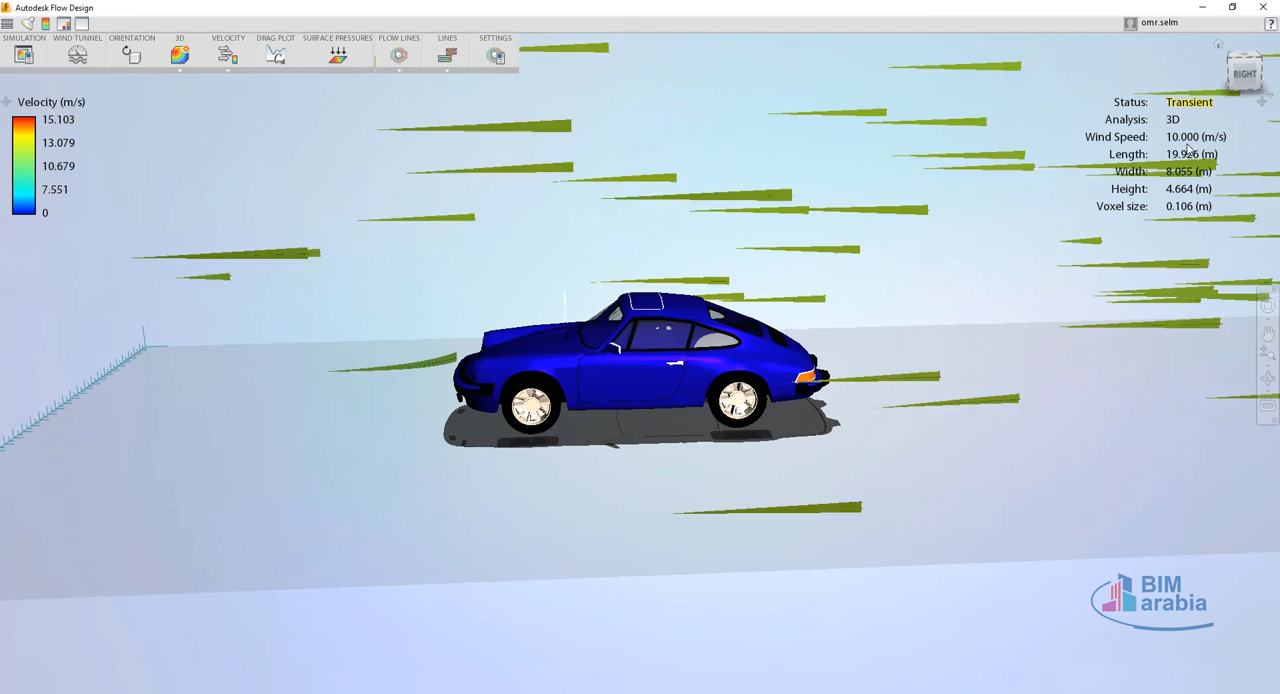 Autodesk Flow Design
omr.selm
?
SIMULATION WIND TUNNEL ORIENTATION 3D VELOCITY DRAG PLOT SURFACE PRESSURES FLOW LINES LINES SETTINGS
RIGHT
Velocity (m/s)
15.103
13.079
10.679
7.551
0
Status: Transient
Analysis: 3D
Wind Speed: 10.000 (m/s)
Length: 19.926 (m)
Width: 8.055 (m)
Height: 4.664 (m)
Voxel size: 0.106 (m)
BIM
arabia